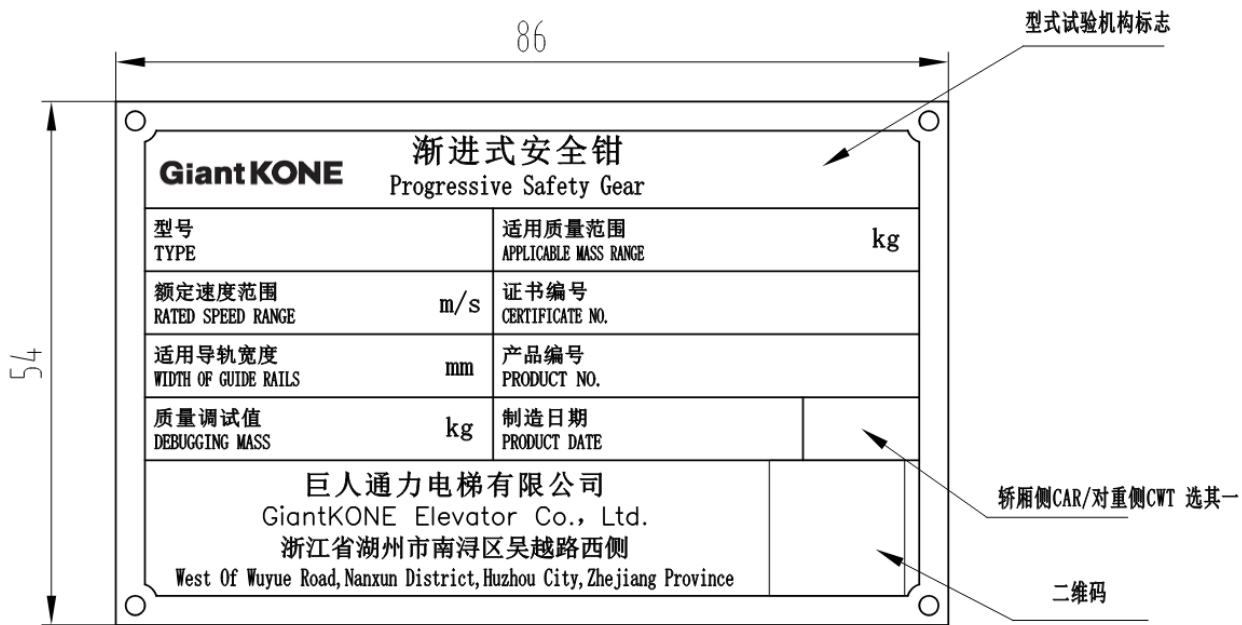 86
型式试验机构标志
54
GiantKONE
渐进式安全钳
Progressive Safety Gear
型号
TYPE
适用质量范围
APPLICABLE MASS RANGE
kg
额定速度范围
RATED SPEED RANGE
m/s
证书编号
CERTIFICATE NO.
适用导轨宽度
WIDTH OF GUIDE RAILS
mm
产品编号
PRODUCT NO.
质量调试值
DEBUGGING MASS
kg
制造日期
PRODUCT DATE
轿厢侧CAR/对重侧CWT 选其一
巨人通力电梯有限公司
GiantKONE Elevator Co., Ltd.
浙江省湖州市南浔区吴越路西侧
West Of Wuyue Road,Nanxun District,Huzhou City,Zhejiang Province
二维码